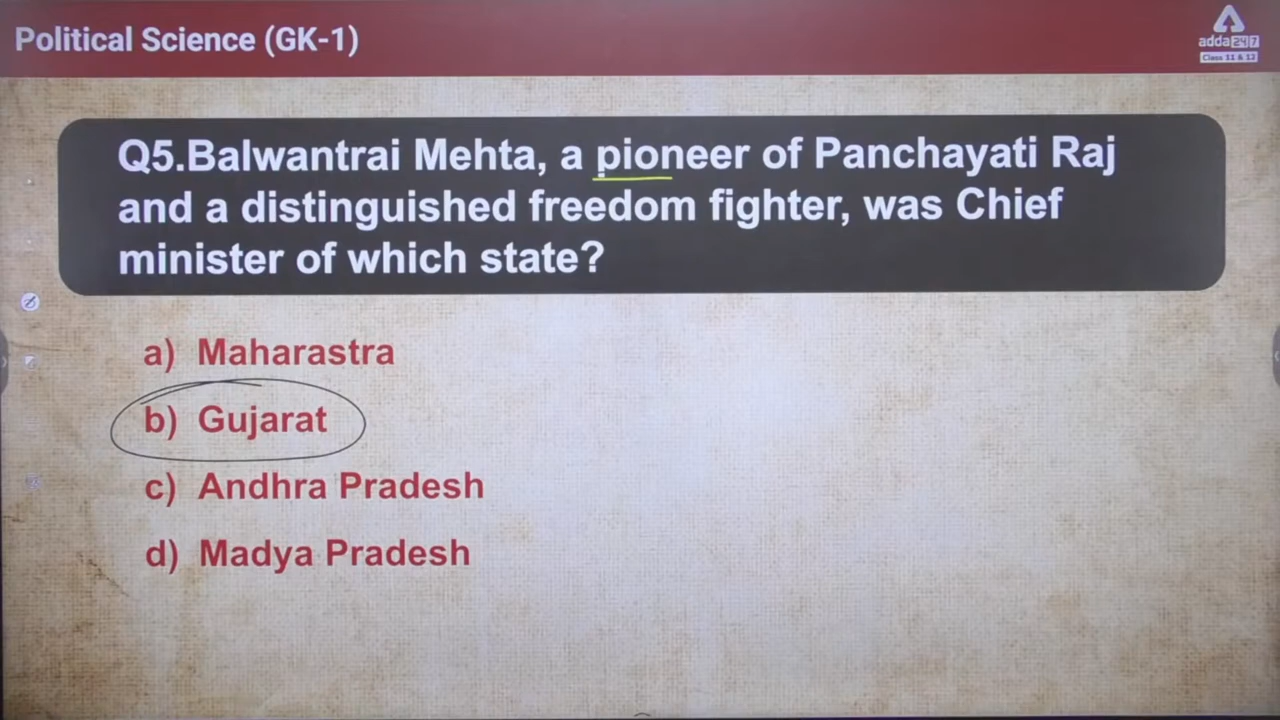 Political Science (GK-1)
adda247
Class 11 & 12
Q5.Balwantrai Mehta, a pioneer of Panchayati Raj
and a distinguished freedom fighter, was Chief
minister of which state?
a) Maharastra
b) Gujarat
c) Andhra Pradesh
d) Madya Pradesh